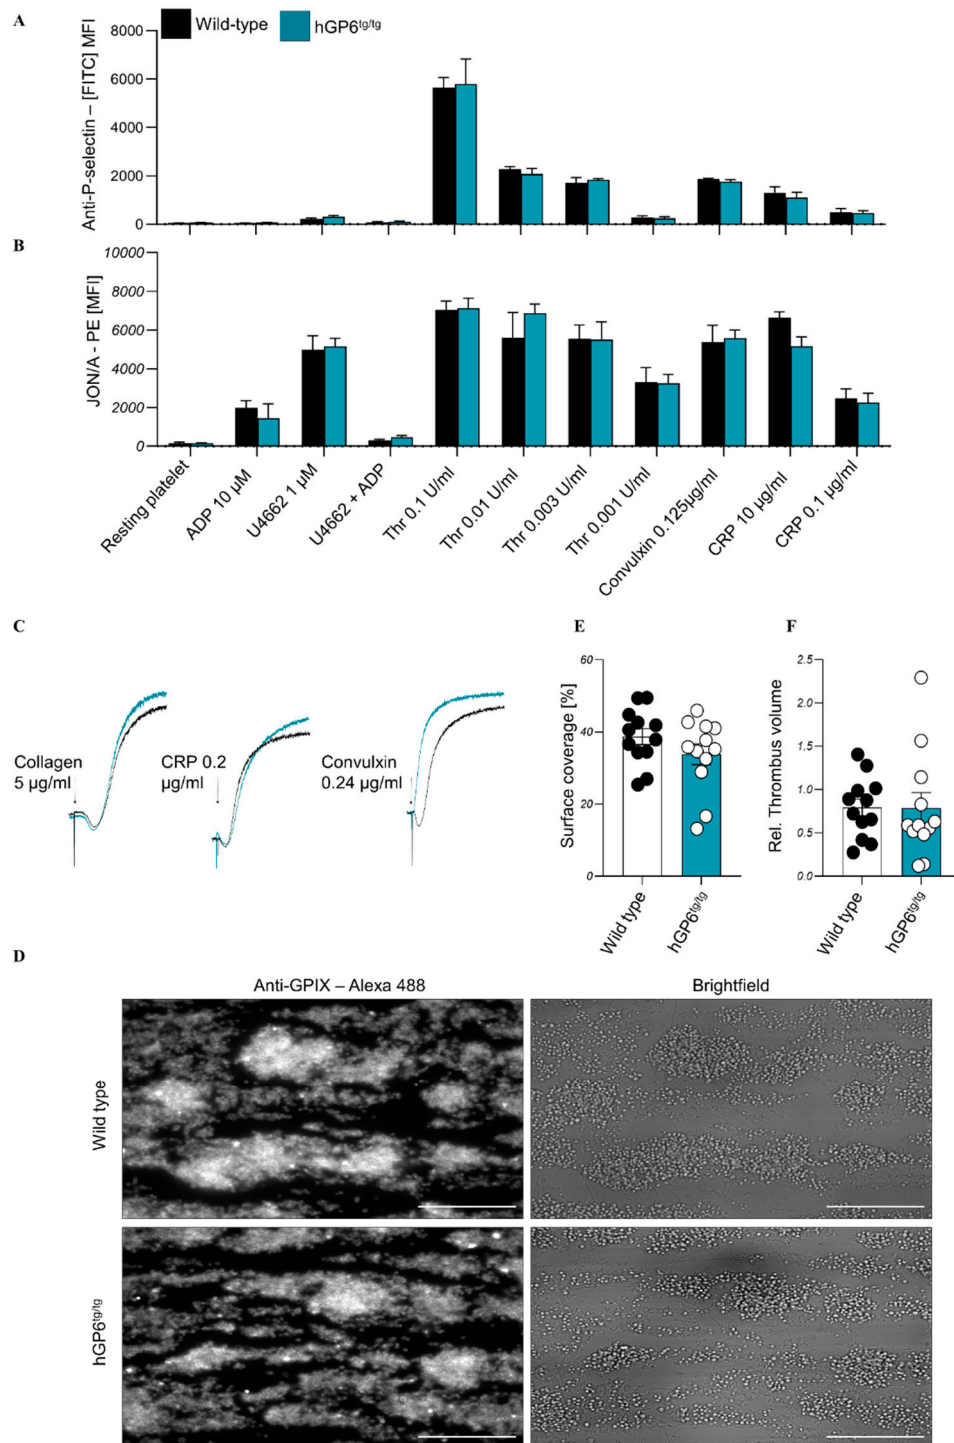 A
Wild-type
hGP6tg/tg
Anti-P-selectin – [FITC] MFI
8000
6000
4000
2000
0
B
JON/A - PE [MFI]
10000
8000
6000
4000
2000
0
Resting platelet
ADP 10 µM
U4662 1 µM
U4662 + ADP
Thr 0.1 U/ml
Thr 0.01 U/ml
Thr 0.003 U/ml
Thr 0.001 U/ml
Convulxin 0.125µg/ml
CRP 10 µg/ml
CRP 0.1 µg/ml
C
Collagen
5 µg/ml
CRP 0.2
µg/ml
Convulxin
0.24 µg/ml
E
Surface coverage [%]
60
40
20
0
Wild type
hGP6tg/tg
F
Rel. Thrombus volume
2.5
2.0
1.5
1.0
0.5
0.0
Wild type
hGP6tg/tg
D
Anti-GPIX – Alexa 488
Brightfield
Wild type
hGP6tg/tg